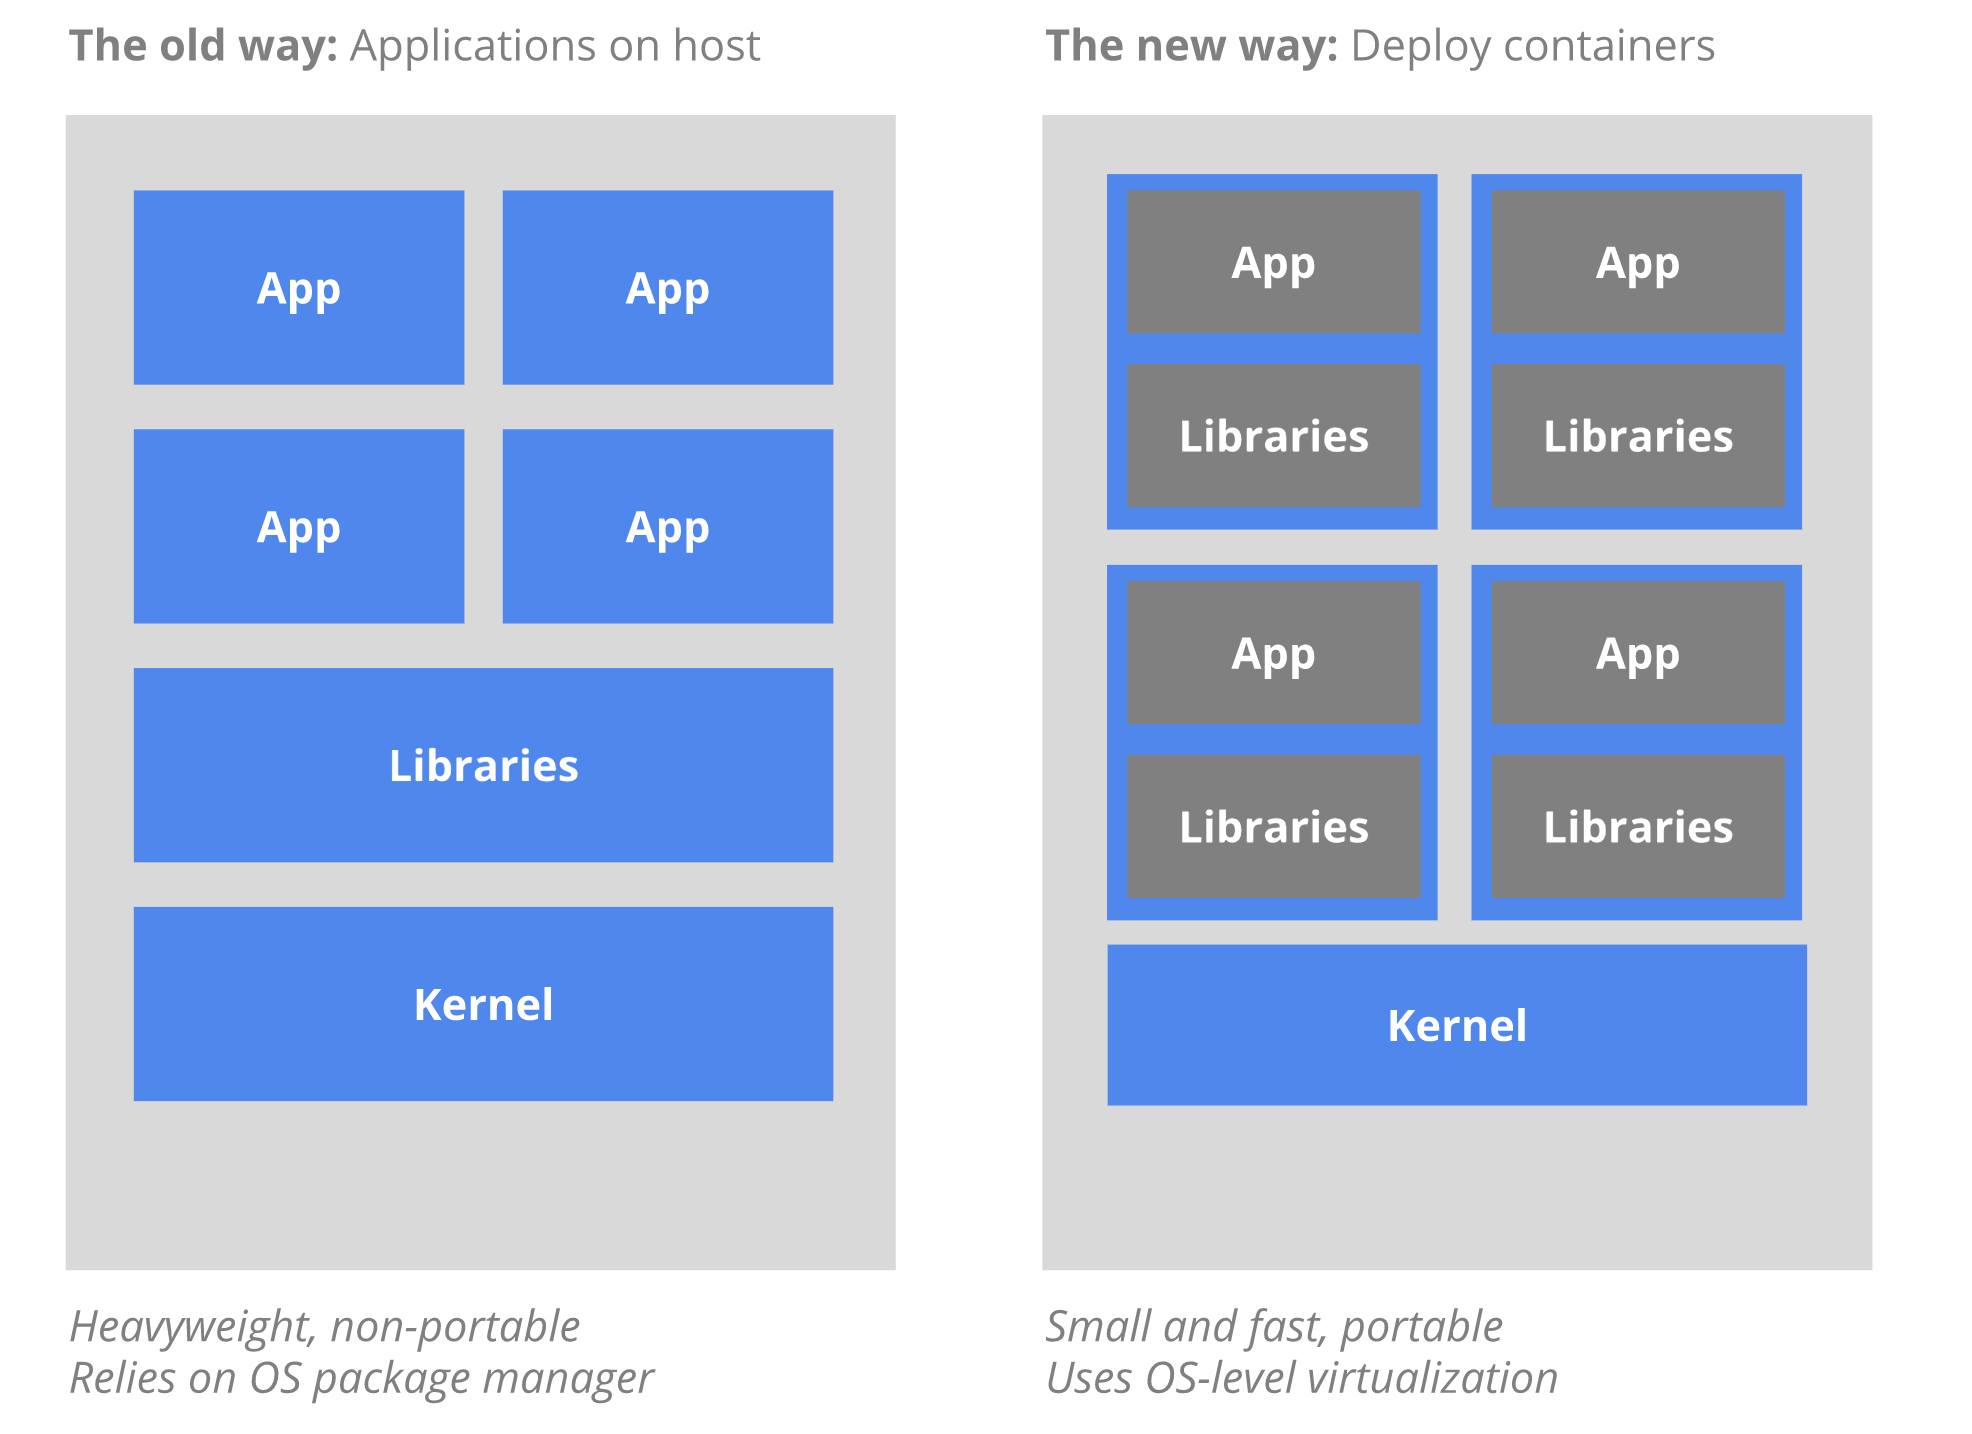 The old way: Applications on host
App
App
App
App
Libraries
Kernel
Heavyweight, non-portable
Relies on OS package manager
The new way: Deploy containers
App
App
Libraries
Libraries
App
App
Libraries
Libraries
Kernel
Small and fast, portable
Uses OS-level virtualization